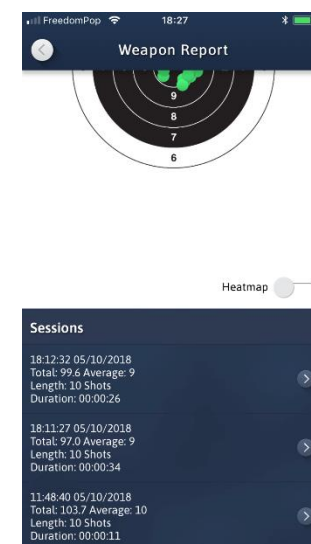 FreedomPop 18:27
Weapon Report
9
8
7
6
Heatmap
Sessions
18:12:32 05/10/2018
Total: 99.6 Average: 9
Length: 10 Shots
Duration: 00:00:26
18:11:27 05/10/2018
Total: 97.0 Average: 9
Length: 10 Shots
Duration: 00:00:34
11:48:40 05/10/2018
Total: 103.7 Average: 10
Length: 10 Shots
Duration: 00:00:11